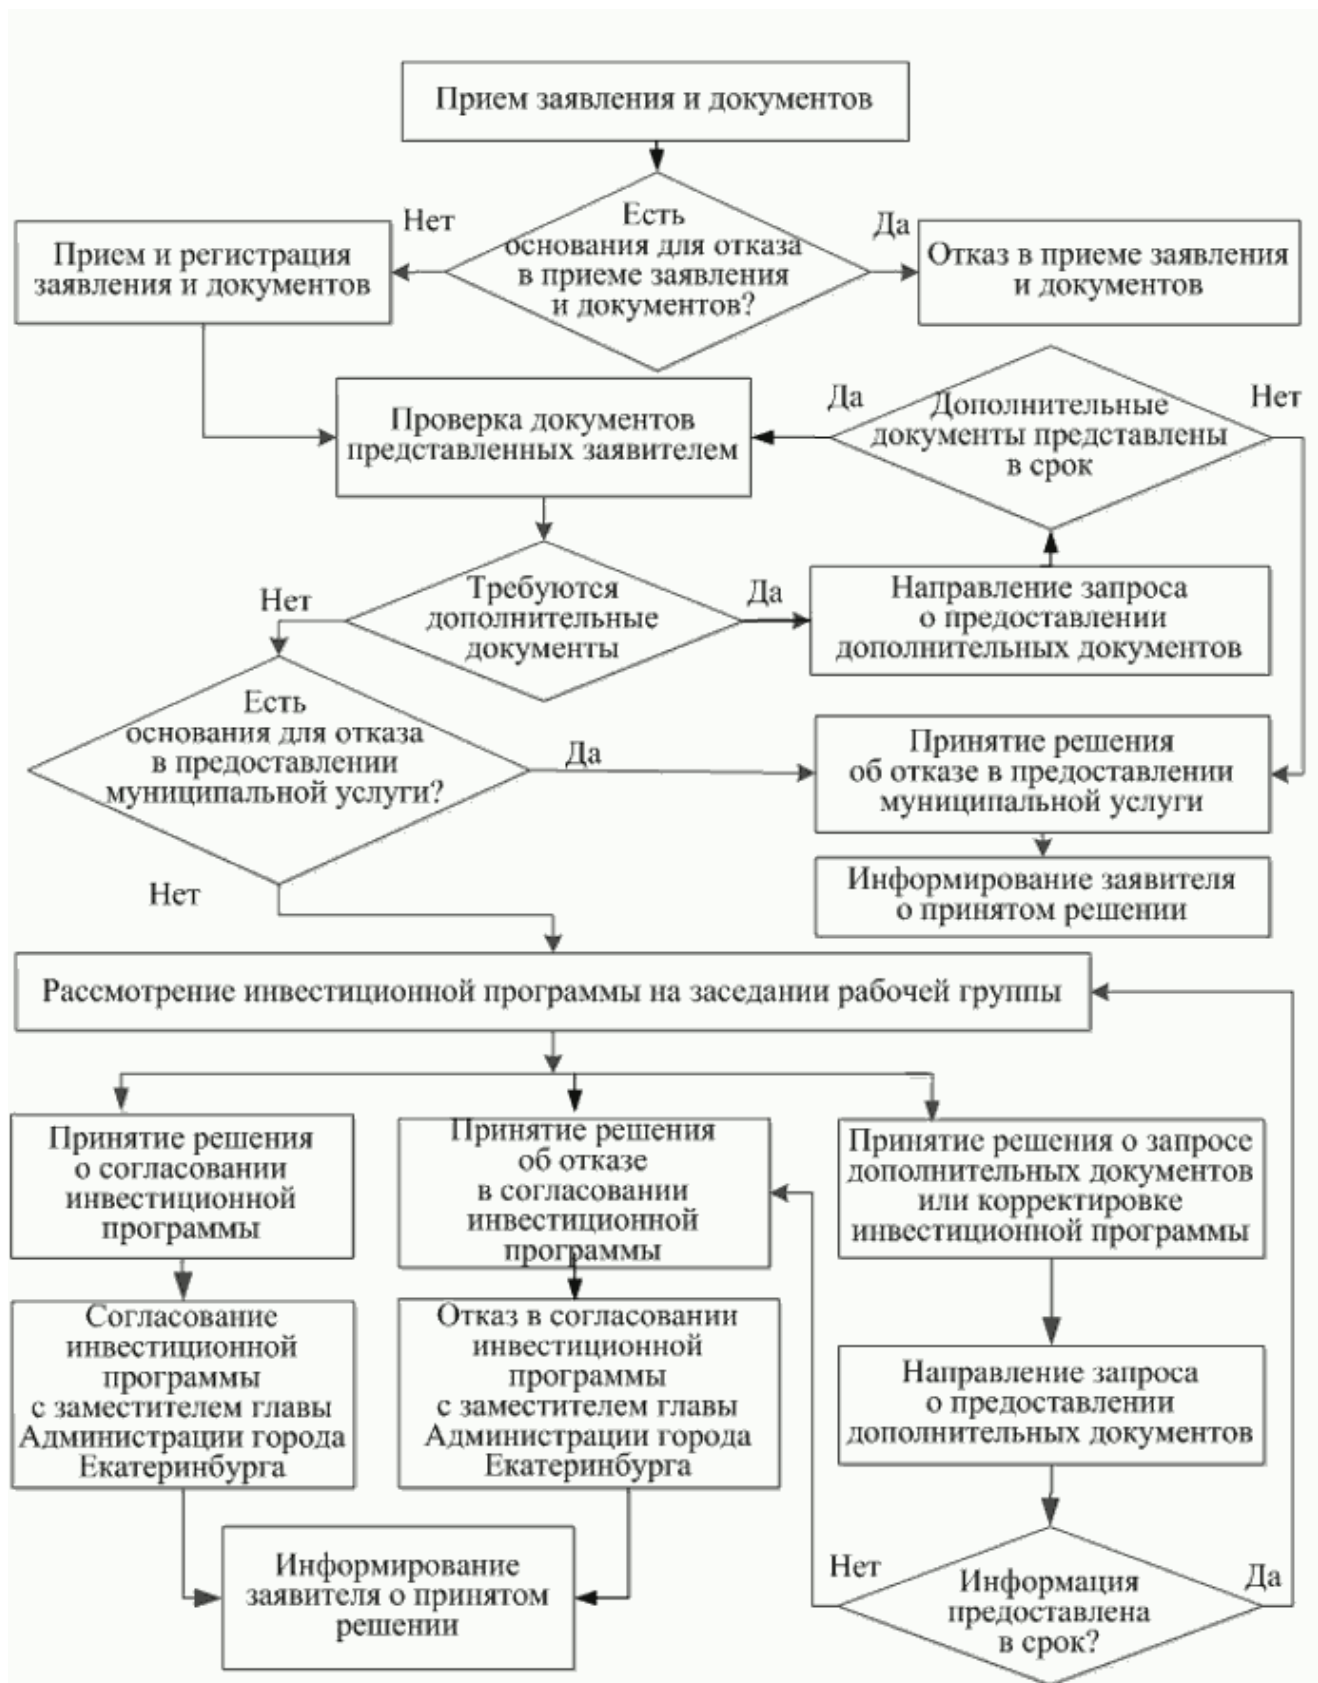 Прием заявления и документов
Есть
основания для отказа
в приеме заявления
и документов?
Нет
Да
Прием и регистрация
заявления и документов
Отказ в приеме заявления
и документов
Проверка документов
представленных заявителем
Да
Дополнительные
документы представлены
в срок
Нет
Требуются
дополнительные
документы
Нет
Да
Направление запроса
о предоставлении
дополнительных документов
Есть
основания для отказа
в предоставлении
муниципальной услуги?
Да
Принятие решения
об отказе в предоставлении
муниципальной услуги
Информирование заявителя
о принятом решении
Нет
Рассмотрение инвестиционной программы на заседании рабочей группы
Принятие решения
о согласовании
инвестиционной
программы
Принятие решения
об отказе
в согласовании
инвестиционной
программы
Принятие решения о запросе
дополнительных документов
или корректировке
инвестиционной программы
Согласование
инвестиционной
программы
с заместителем главы
Администрации города
Екатеринбурга
Отказ в согласовании
инвестиционной
программы
с заместителем главы
Администрации города
Екатеринбурга
Направление запроса
о предоставлении
дополнительных документов
Информирование
заявителя о принятом
решении
Нет
Информация
предоставлена
в срок?
Да